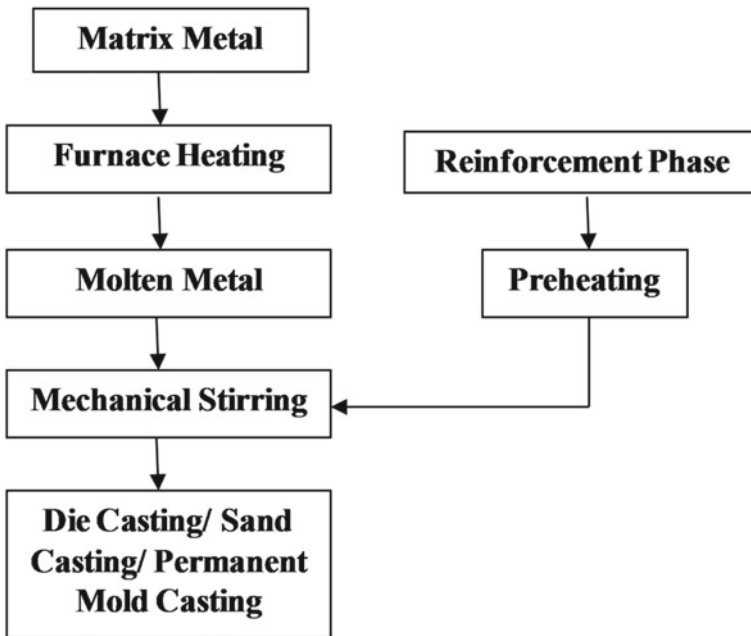 Matrix Metal
Furnace Heating
Reinforcement Phase
Molten Metal
Preheating
Mechanical Stirring
Die Casting/ Sand
Casting/ Permanent
Mold Casting